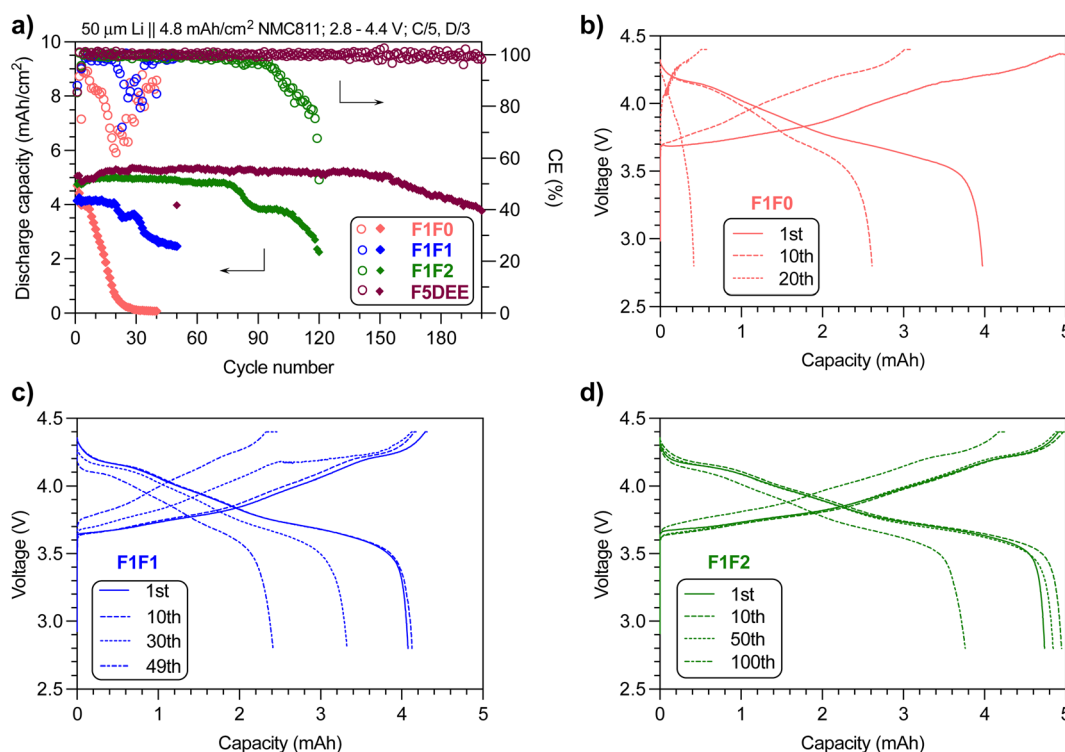 a)
50 μm Li || 4.8 mAh/cm² NMC811; 2.8 - 4.4 V; C/5, D/3
10
8
6
4
2
0
Discharge capacity (mAh/cm²)
100
80
60
40
20
0
CE (%)
F1F0
F1F1
F1F2
F5DEE
0 30 60 90 120 150 180
Cycle number
b)
4.5
4.0
3.5
3.0
2.5
Voltage (V)
F1F0
1st
10th
20th
0 1 2 3 4 5
Capacity (mAh)
c)
4.5
4.0
3.5
3.0
2.5
Voltage (V)
F1F1
1st
10th
30th
49th
0 1 2 3 4 5
Capacity (mAh)
d)
4.5
4.0
3.5
3.0
2.5
Voltage (V)
F1F2
1st
10th
50th
100th
0 1 2 3 4 5
Capacity (mAh)